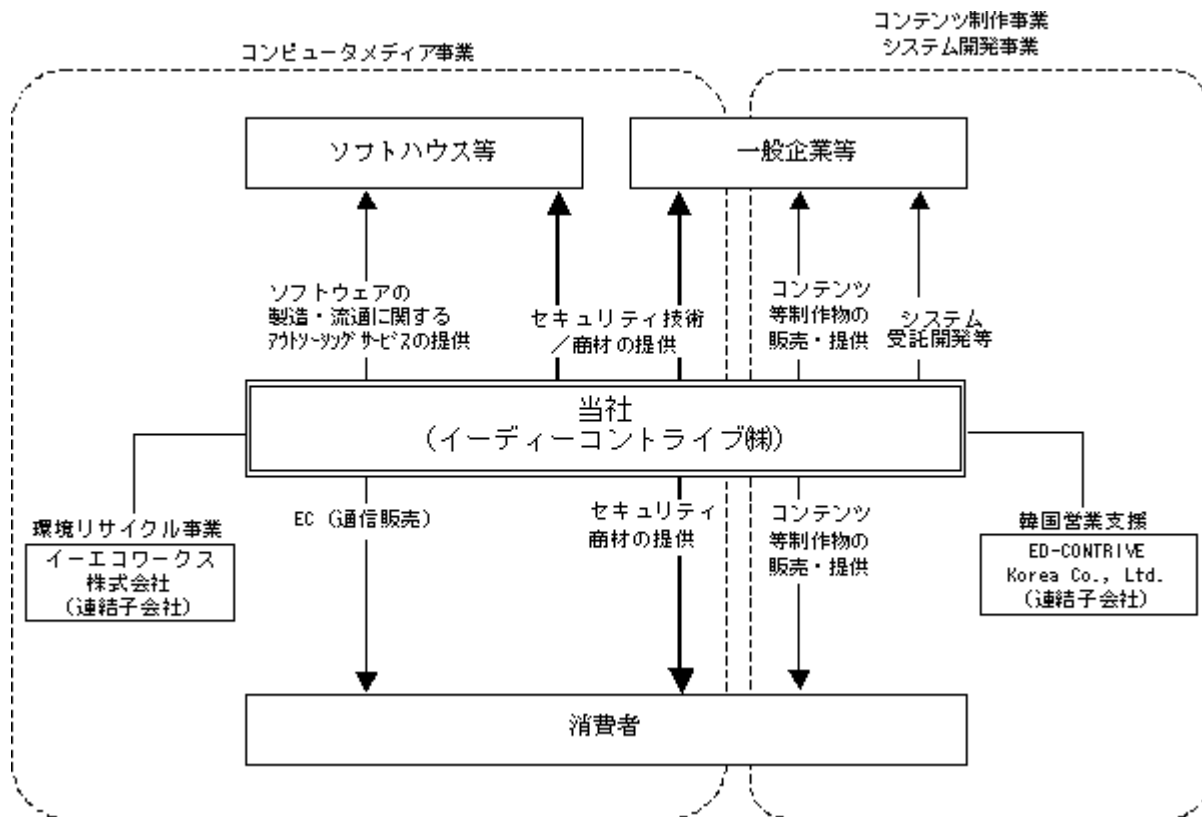 コンテンツ制作事業
システム開発事業
コンピュータメディア事業
ソフトハウス等
一般企業等
ソフトウェアの
製造・流通に関する
ｱｳﾄｿｰｼﾝｸﾞｻｰﾋﾞｽの提供
セキュリティ技術
／商材の提供
コンテンツ
等制作物の
販売・提供
システム
受託開発等
当社
（イーディーコントライブ㈱）
環境リサイクル事業
イーエコワークス
株式会社
（連結子会社）
EC（通信販売）
セキュリティ
商材の提供
コンテンツ
等制作物の
販売・提供
韓国営業支援
ED-CONTRIVE
Korea Co., Ltd.
（連結子会社）
消費者